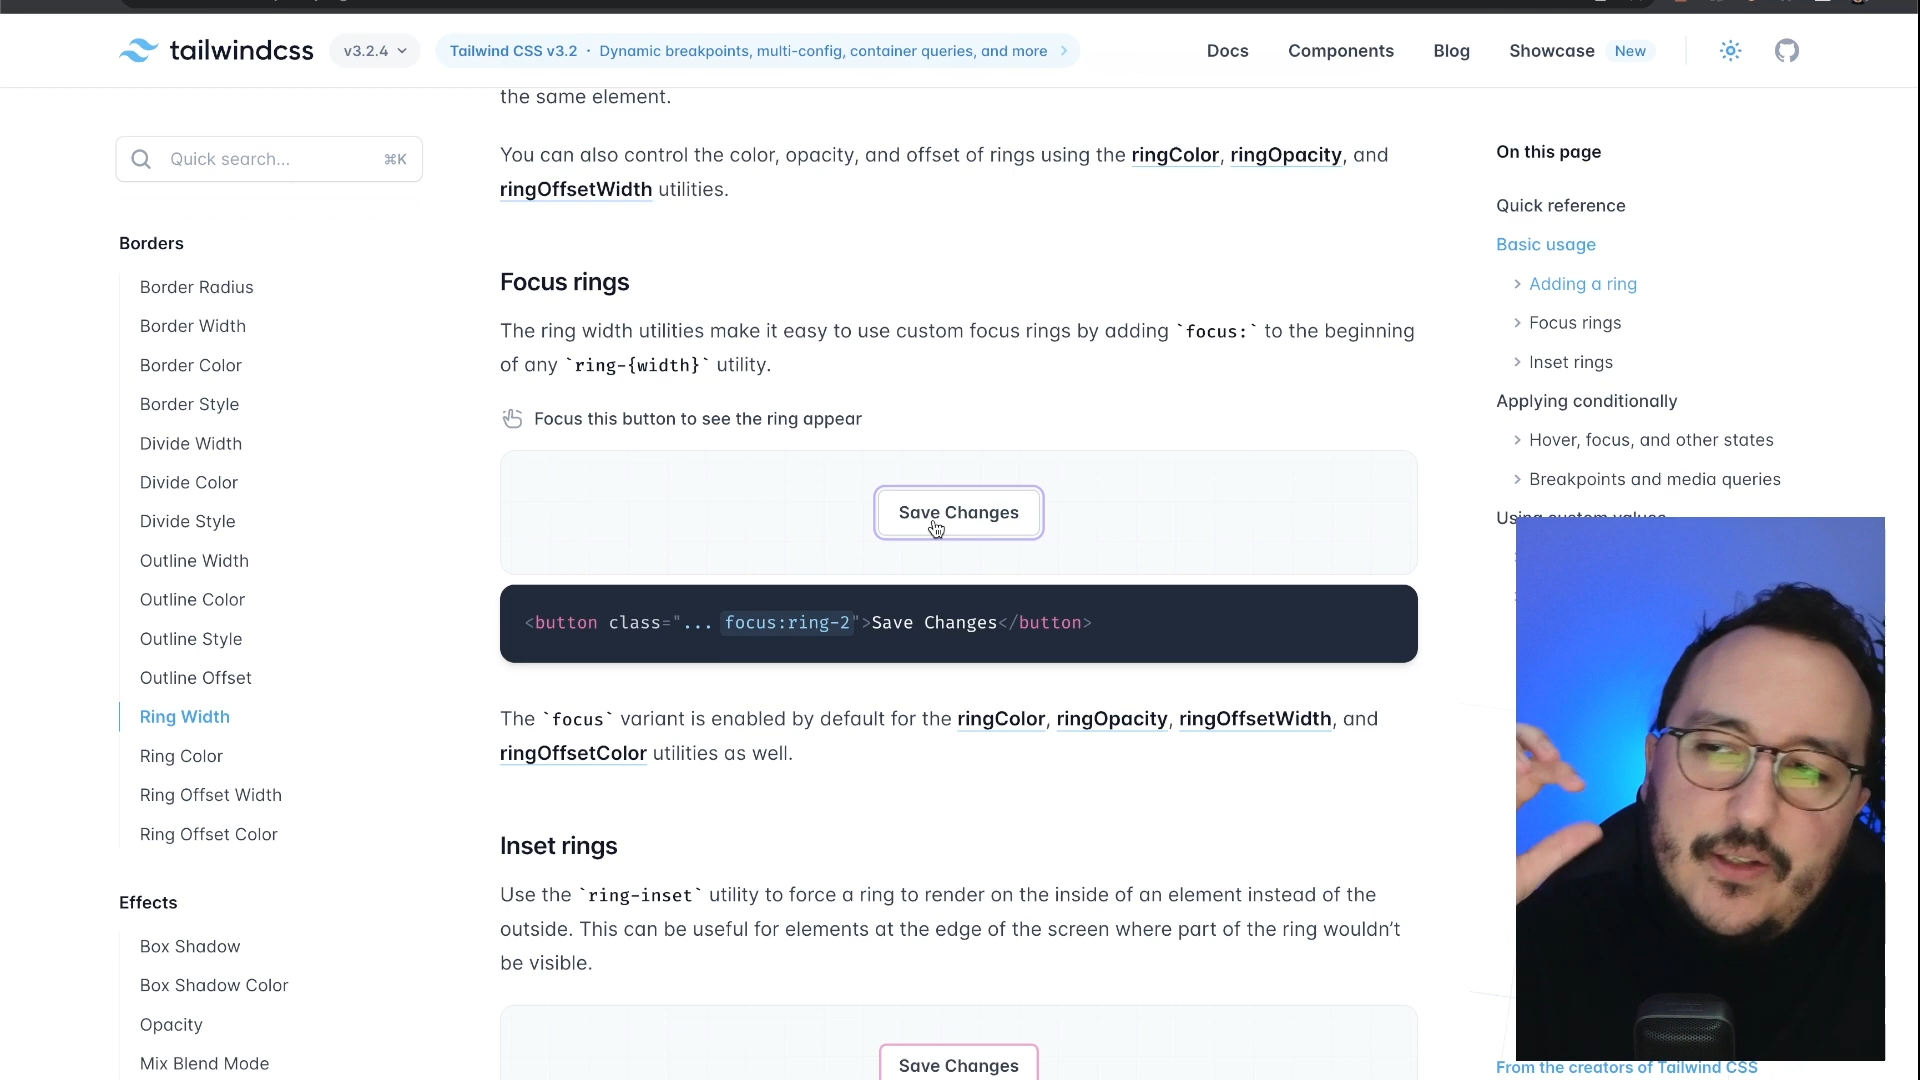 tailwindcss
v3.2.4
Tailwind CSS v3.2 · Dynamic breakpoints, multi-config, container queries, and more
Docs
Components
Blog
Showcase
New
Quick search...
⌘K
Borders
Border Radius
Border Width
Border Color
Border Style
Divide Width
Divide Color
Divide Style
Outline Width
Outline Color
Outline Style
Outline Offset
Ring Width
Ring Color
Ring Offset Width
Ring Offset Color
Effects
Box Shadow
Box Shadow Color
Opacity
Mix Blend Mode
the same element.
You can also control the color, opacity, and offset of rings using the ringColor, ringOpacity, and
ringOffsetWidth utilities.
Focus rings
The ring width utilities make it easy to use custom focus rings by adding `focus:` to the beginning
of any `ring-{width}` utility.
Focus this button to see the ring appear
Save Changes
<button class="... focus:ring-2">Save Changes</button>
The `focus` variant is enabled by default for the ringColor, ringOpacity, ringOffsetWidth, and
ringOffsetColor utilities as well.
Inset rings
Use the `ring-inset` utility to force a ring to render on the inside of an element instead of the
outside. This can be useful for elements at the edge of the screen where part of the ring wouldn't
be visible.
Save Changes
On this page
Quick reference
Basic usage
Adding a ring
Focus rings
Inset rings
Applying conditionally
Hover, focus, and other states
Breakpoints and media queries
Using custom values
From the creators of Tailwind CSS